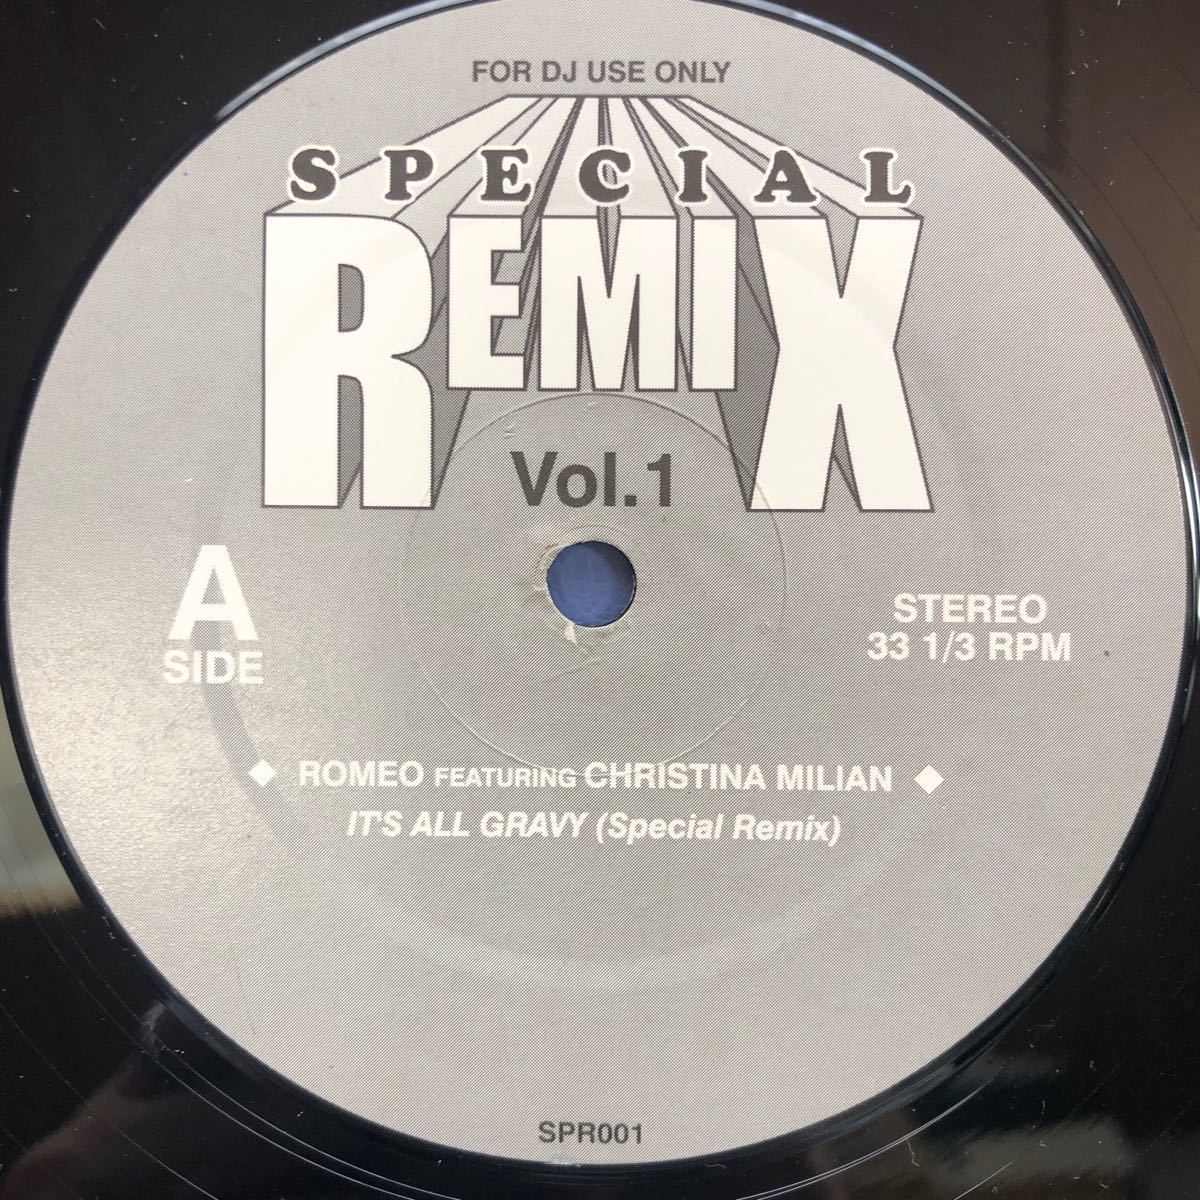 FOR DJ USE ONLY
SPECIAL
REMIX
Vol.1
A
SIDE
STEREO
33 1/3 RPM
◆ ROMEO FEATURING CHRISTINA MILIAN ◆
IT'S ALL GRAVY (Special Remix)
SPR001